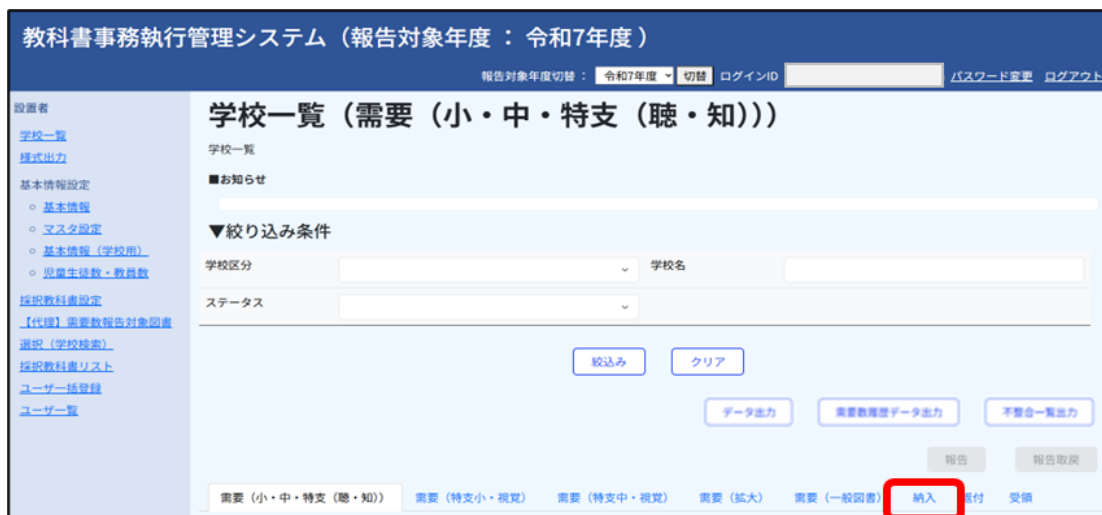 教科書事務執行管理システム（報告対象年度 ： 令和7年度 ）
報告対象年度切替 ： 令和7年度 切替 ログインID パスワード変更 ログアウト
設置者
学校一覧
様式出力
基本情報設定
基本情報
マスタ設定
基本情報（学校用）
児童生徒数・教員数
採択教科書設定
【代理】需要数報告対象図書
選択（学校検索）
採択教科書リスト
ユーザ一括登録
ユーザ一覧
学校一覧（需要（小・中・特支（聴・知）））
学校一覧
■お知らせ
▼絞り込み条件
学校区分 学校名
ステータス
絞込み クリア
データ出力 需要数履歴データ出力 不整合一覧出力
報告 報告取戻
需要（小・中・特支（聴・知）） 需要（特支小・視覚） 需要（特支中・視覚） 需要（拡大） 需要（一般図書） 納入 付 受領